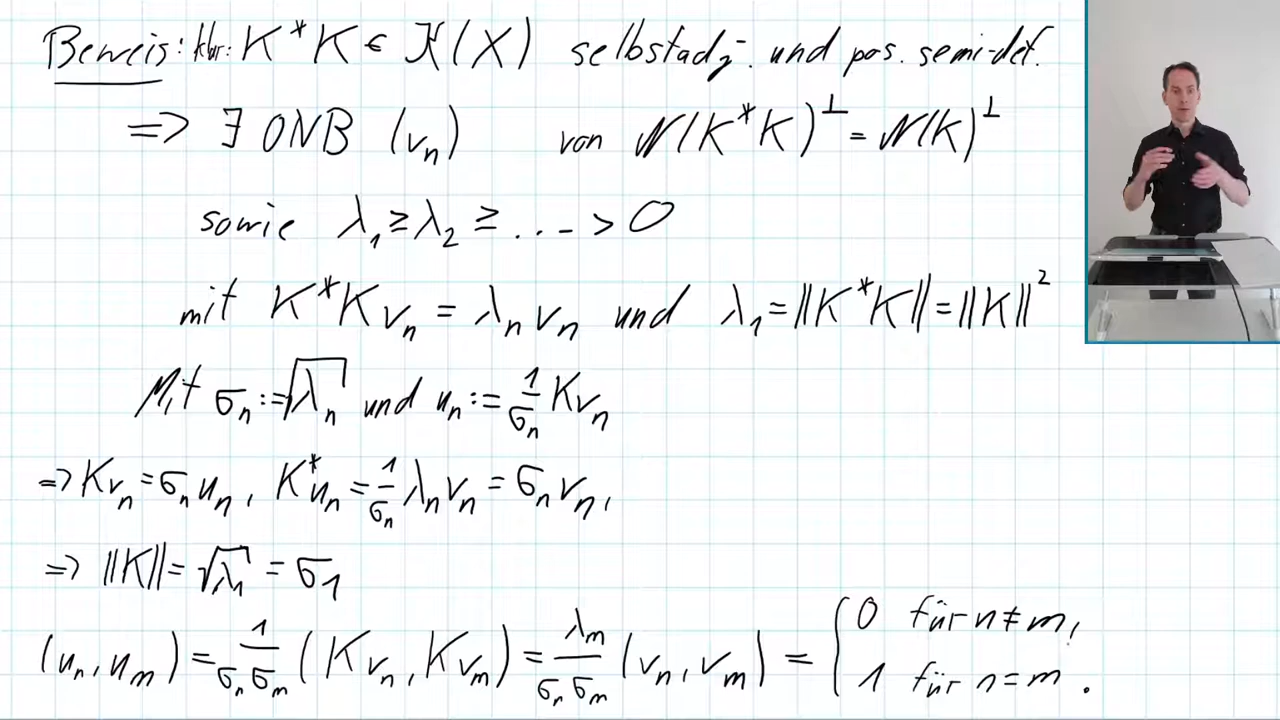 Beweis: klar: K*K ∈ 𝒦(X) selbstadj. und pos. semi-def.
⇒ ∃ ONB (vₙ) von 𝒩(K*K)^⊥ = 𝒩(K)^⊥
sowie λ₁ ≥ λ₂ ≥ ... > 0
mit K*K vₙ = λₙ vₙ und λ₁ = ||K*K|| = ||K||²
Mit σₙ := √λₙ und uₙ := 1/σₙ K vₙ
⇒ K vₙ = σₙ uₙ, K*uₙ = 1/σₙ λₙ vₙ = σₙ vₙ,
⇒ ||K|| = √λ₁ = σ₁
(uₙ, uₘ) = 1/(σₙ σₘ) (K vₙ, K vₘ) = λₘ/(σₙ σₘ) (vₙ, vₘ) = { 0 für n ≠ m,
1 für n = m.